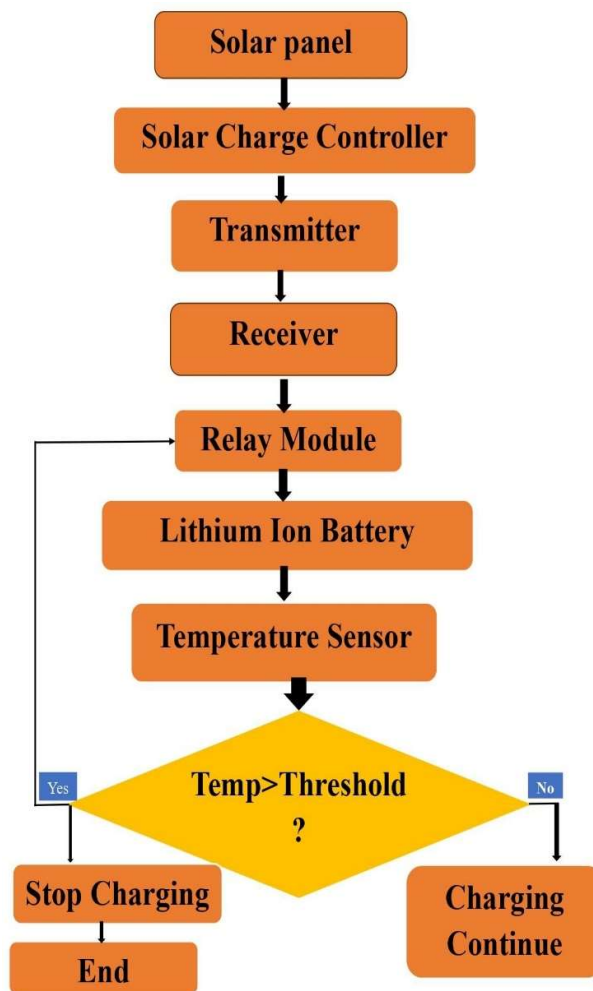 Solar panel
Solar Charge Controller
Transmitter
Receiver
Relay Module
Lithium Ion Battery
Temperature Sensor
Temp>Threshold
?
Yes
No
Stop Charging
End
Charging
Continue